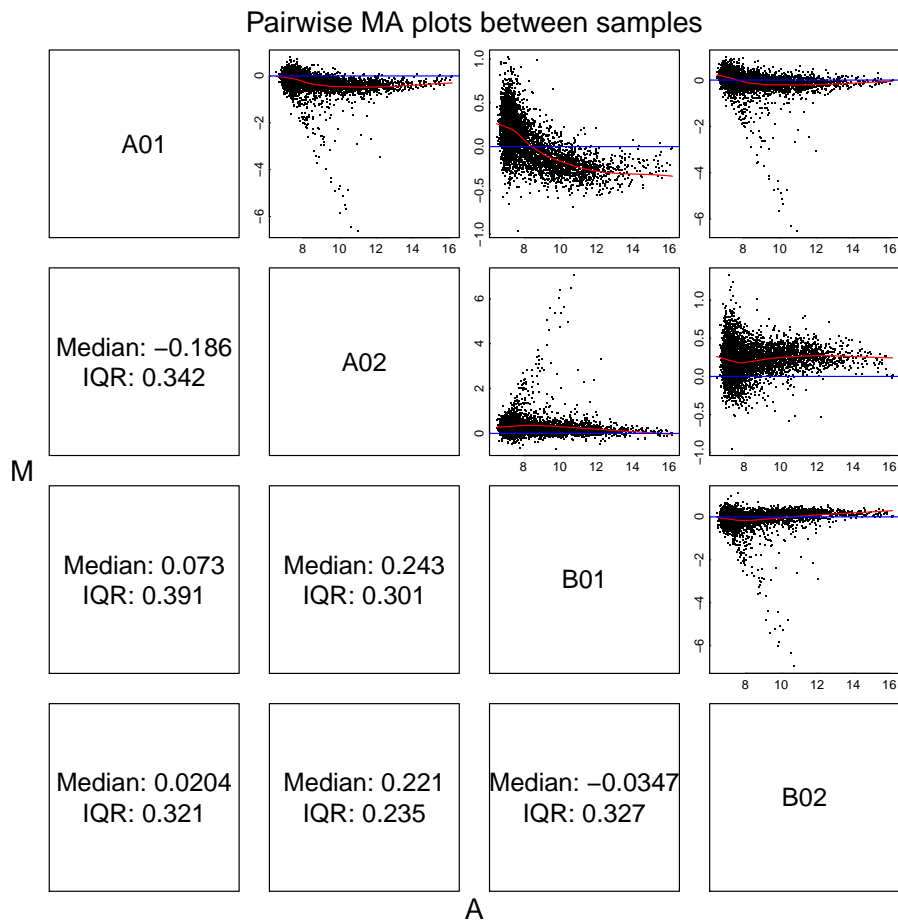 Pairwise MA plots between samples
A01
0
−2
−4
−6
8 10 12 14 16
1.0
0.5
0.0
−0.5
−1.0
8 10 12 14 16
0
−2
−4
−6
8 10 12 14 16
Median: −0.186
IQR: 0.342
A02
6
4
2
0
8 10 12 14 16
1.0
0.5
0.0
−0.5
−1.0
8 10 12 14 16
M
Median: 0.073
IQR: 0.391
Median: 0.243
IQR: 0.301
B01
0
−2
−4
−6
8 10 12 14 16
Median: 0.0204
IQR: 0.321
Median: 0.221
IQR: 0.235
Median: −0.0347
IQR: 0.327
B02
A